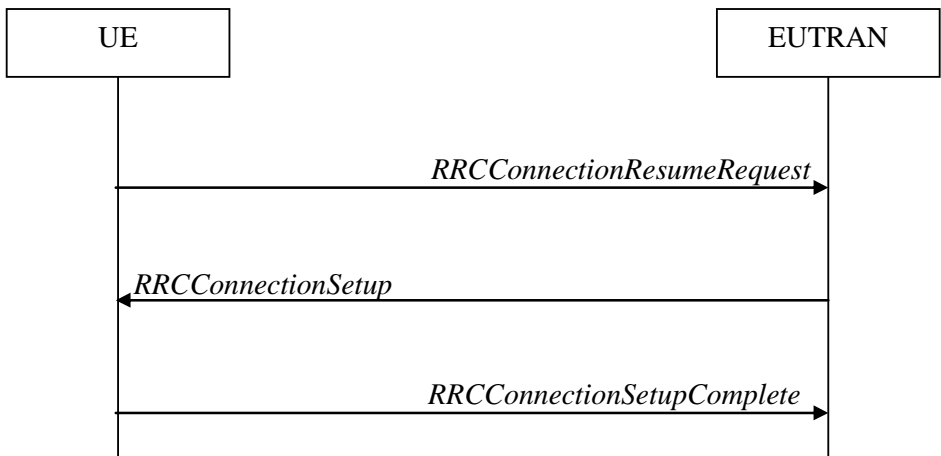 UE
EUTRAN
RRCConnectionResumeRequest
RRCConnectionSetup
RRCConnectionSetupComplete